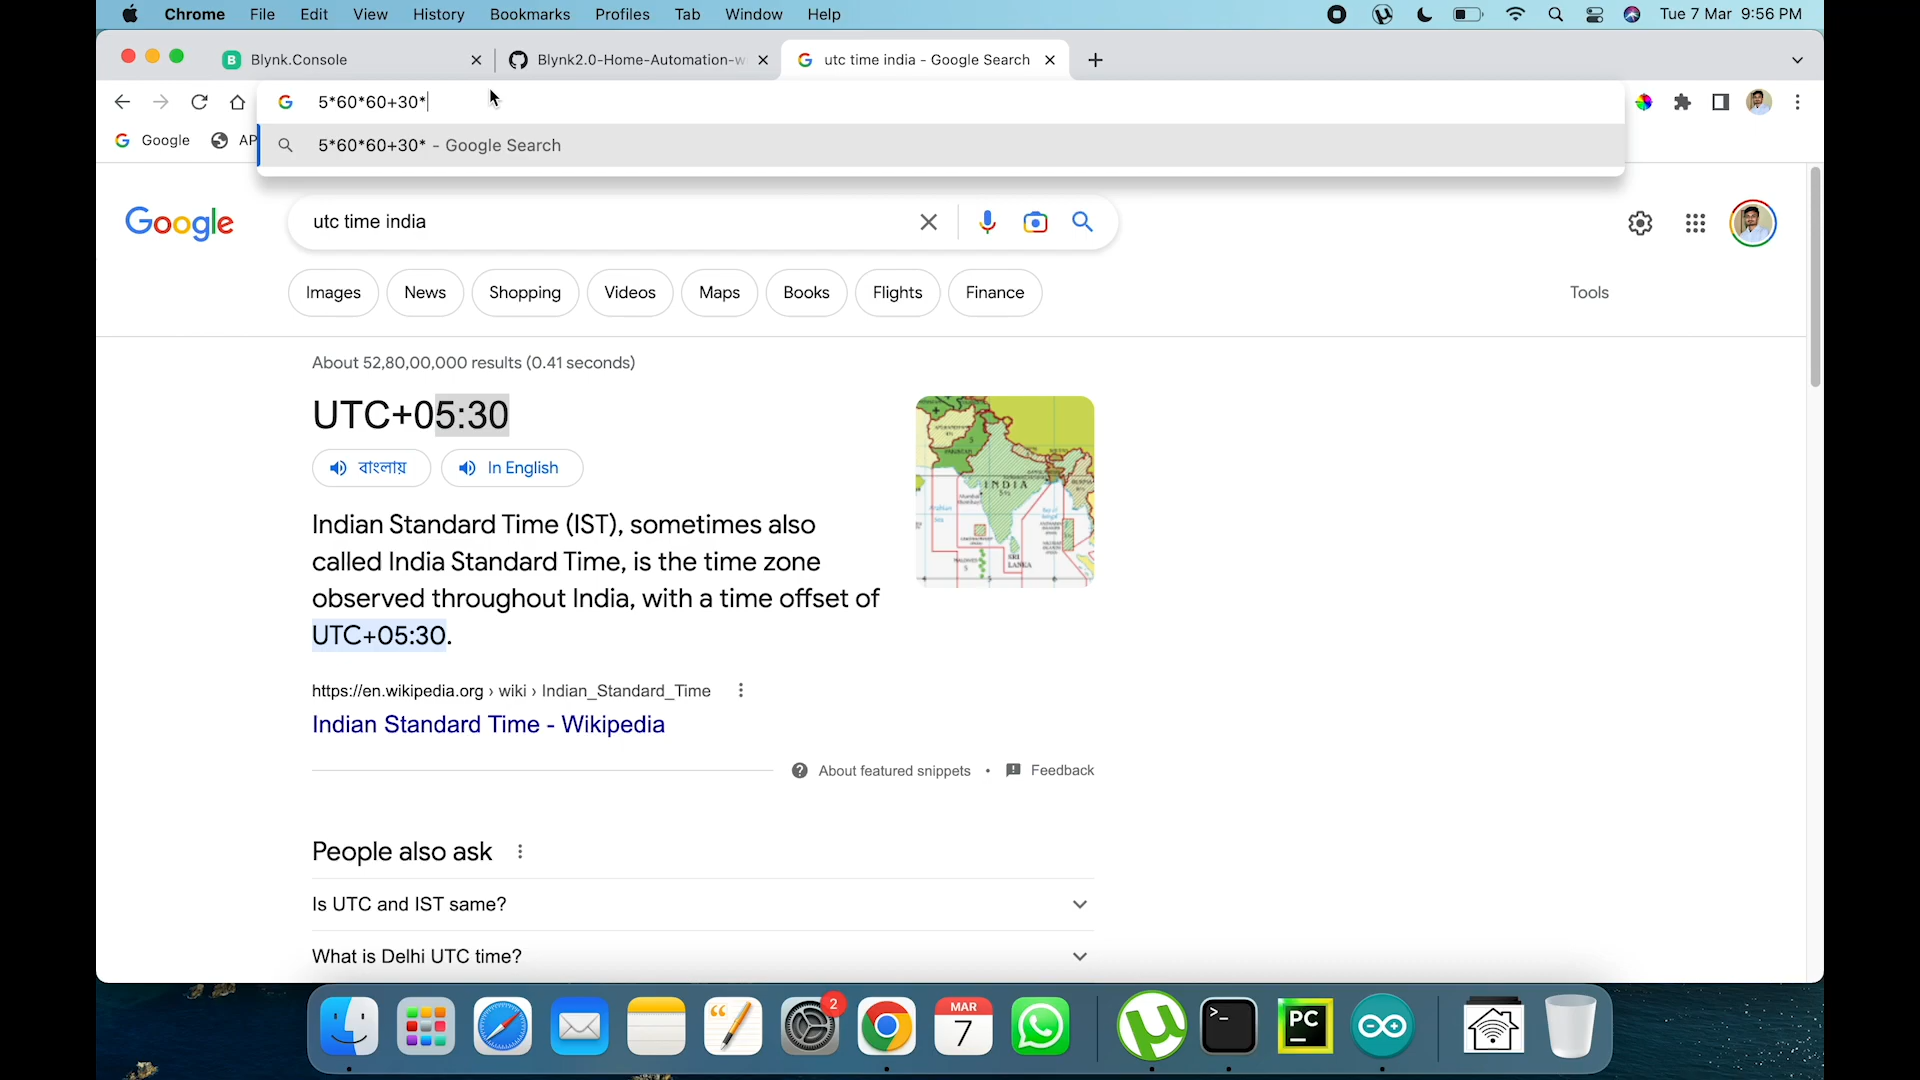 Chrome File Edit View History Bookmarks Profiles Tab Window Help Tue 7 Mar 9:56 PM
B Blynk.Console Blynk2.0-Home-Automation-w utc time india - Google Search
5*60*60+30*
Google AP
5*60*60+30* - Google Search
Google utc time india
Images News Shopping Videos Maps Books Flights Finance Tools
About 52,80,00,000 results (0.41 seconds)
UTC+05:30
বাংলায় In English
INDIA
SRI
LANKA
Indian Standard Time (IST), sometimes also
called India Standard Time, is the time zone
observed throughout India, with a time offset of
UTC+05:30.
https://en.wikipedia.org › wiki › Indian_Standard_Time
Indian Standard Time - Wikipedia
About featured snippets • Feedback
People also ask
Is UTC and IST same?
What is Delhi UTC time?
2
MAR
7
>_
PC